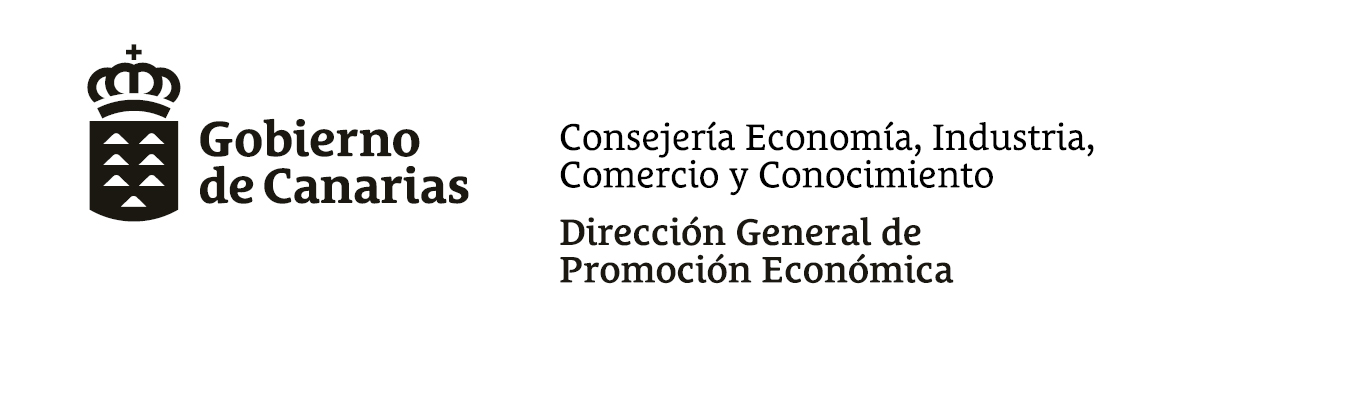 Gobierno
de Canarias
Consejería Economía, Industria,
Comercio y Conocimiento
Dirección General de
Promoción Económica